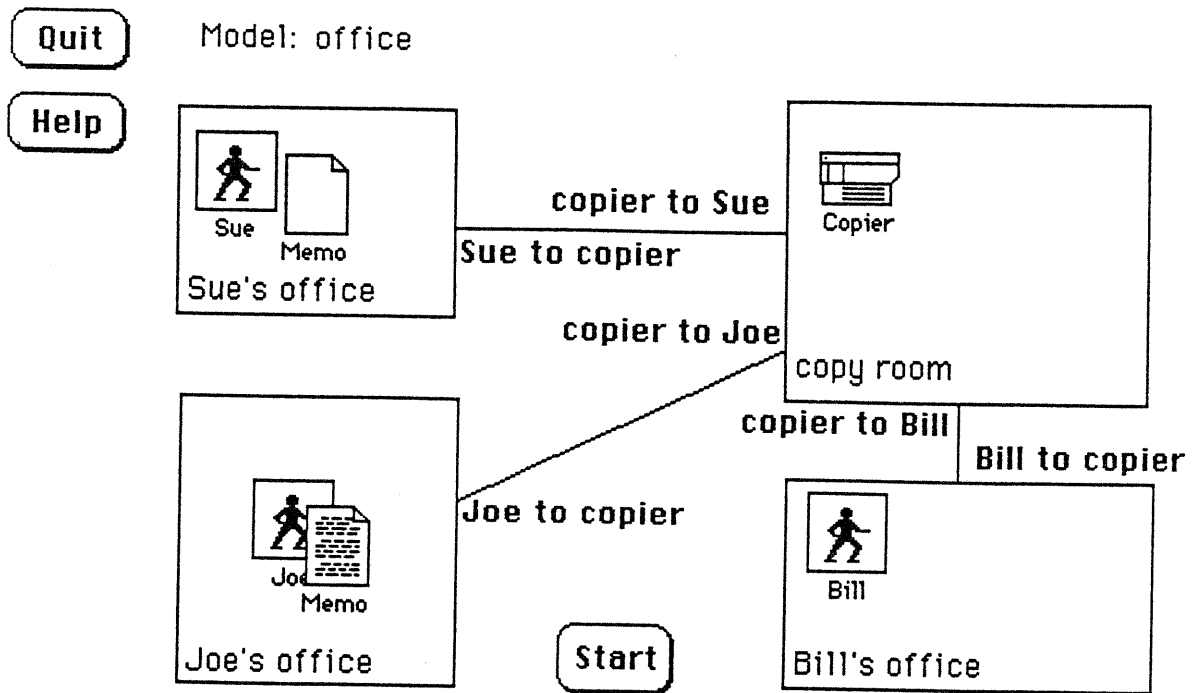 Quit
Model: office
Help
Sue
Memo
Sue's office
copier to Sue
Sue to copier
Copier
copier to Joe
copy room
copier to Bill
Bill to copier
Joe
Memo
Joe's office
Joe to copier
Start
Bill
Bill's office